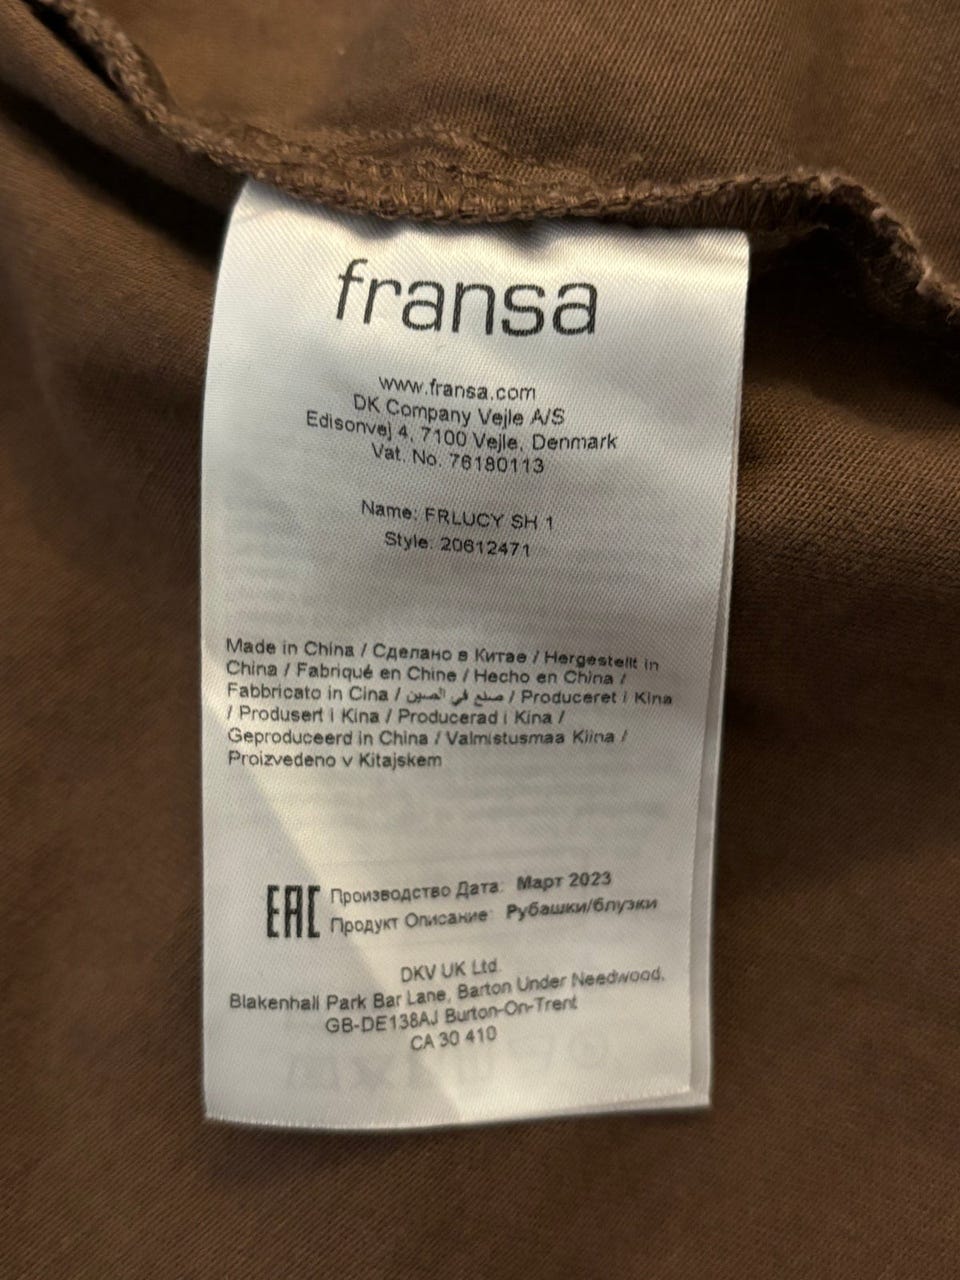 fransa
www.fransa.com
DK Company Vejle A/S
Edisonvej 4, 7100 Vejle, Denmark
Vat. No. 76180113
Name: FRLUCY SH 1
Style: 20612471
Made in China / Сделано в Китае / Hergestellt in
China / Fabriqué en Chine / Hecho en China /
Fabbricato in Cina / صنع في الصين / Produceret i Kina
/ Produsert i Kina / Producerad i Kina /
Geproduceerd in China / Valmistusmaa Kiina /
Proizvedeno v Kitajskem
EAC
Производство Дата: Март 2023
Продукт Описание: Рубашки/блузки
DKV UK Ltd.
Blakenhall Park Bar Lane, Barton Under Needwood,
GB-DE138AJ Burton-On-Trent
CA 30 410